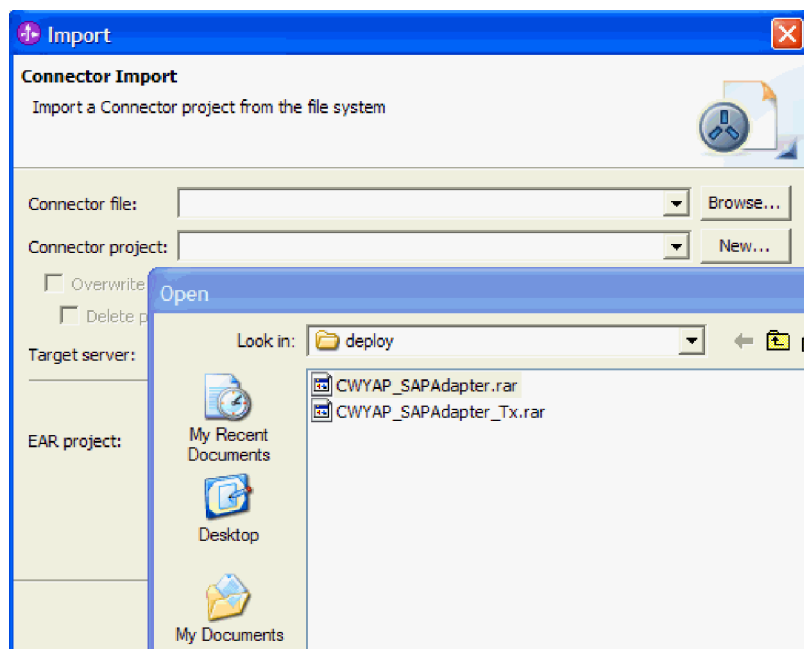 Import
Connector Import
Import a Connector project from the file system
Connector file:
Browse...
Connector project:
New...
Overwrite
Delete p
Open
Look in: deploy
Target server:
CWYAP_SAPAdapter.rar
CWYAP_SAPAdapter_Tx.rar
My Recent
Documents
EAR project:
Desktop
My Documents